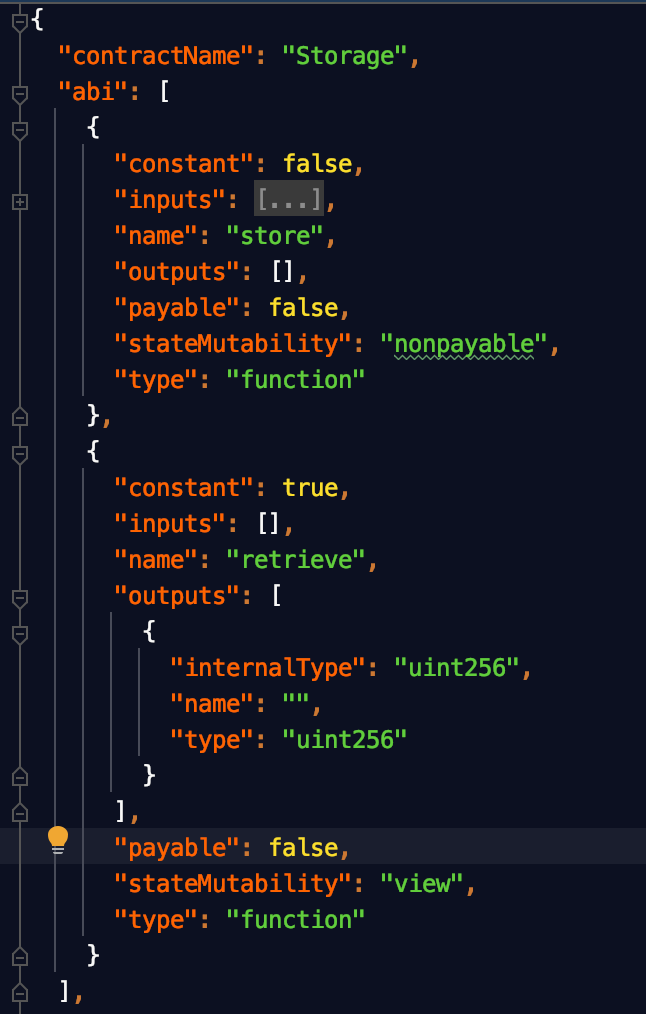 {
"contractName": "Storage",
"abi": [
{
"constant": false,
"inputs": [...],
"name": "store",
"outputs": [],
"payable": false,
"stateMutability": "nonpayable",
"type": "function"
},
{
"constant": true,
"inputs": [],
"name": "retrieve",
"outputs": [
{
"internalType": "uint256",
"name": "",
"type": "uint256"
}
],
"payable": false,
"stateMutability": "view",
"type": "function"
}
],